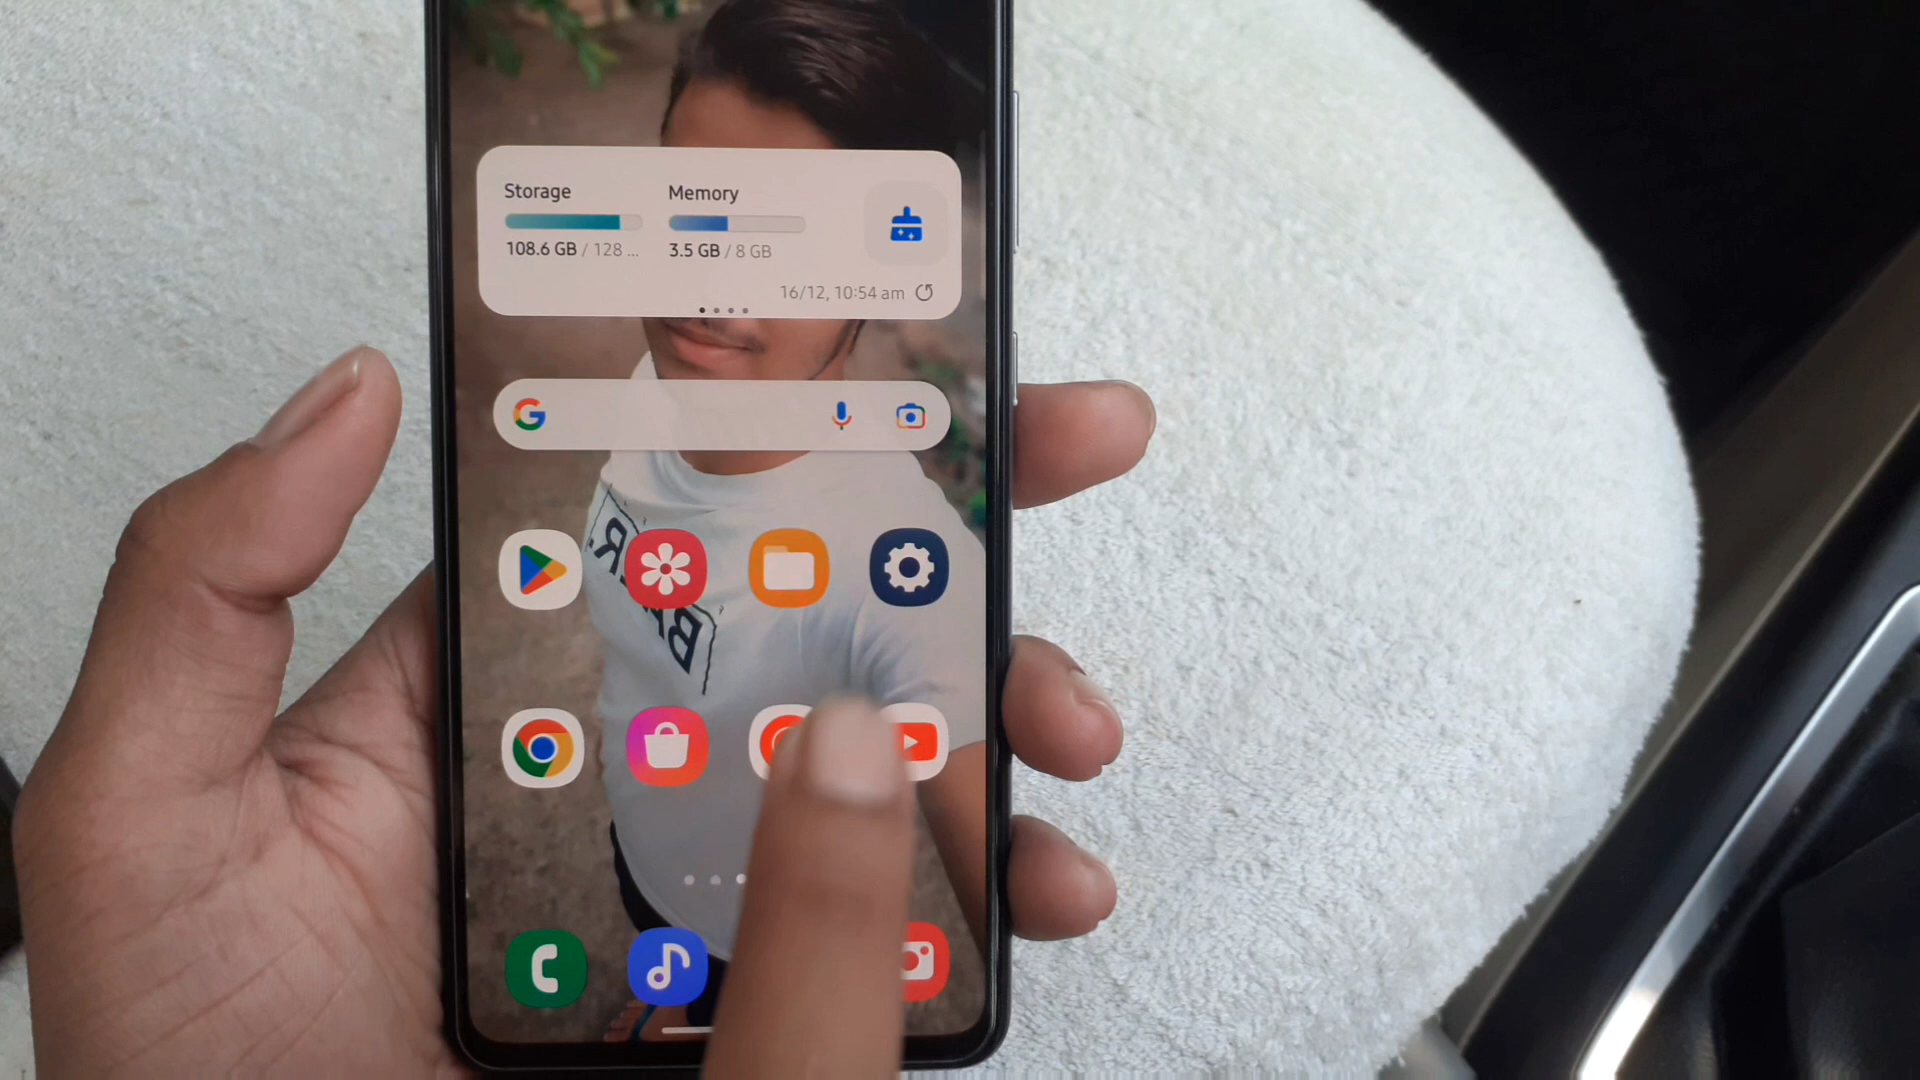 Storage
Memory
108.6 GB / 128 ...
3.5 GB / 8 GB
16/12, 10:54 am